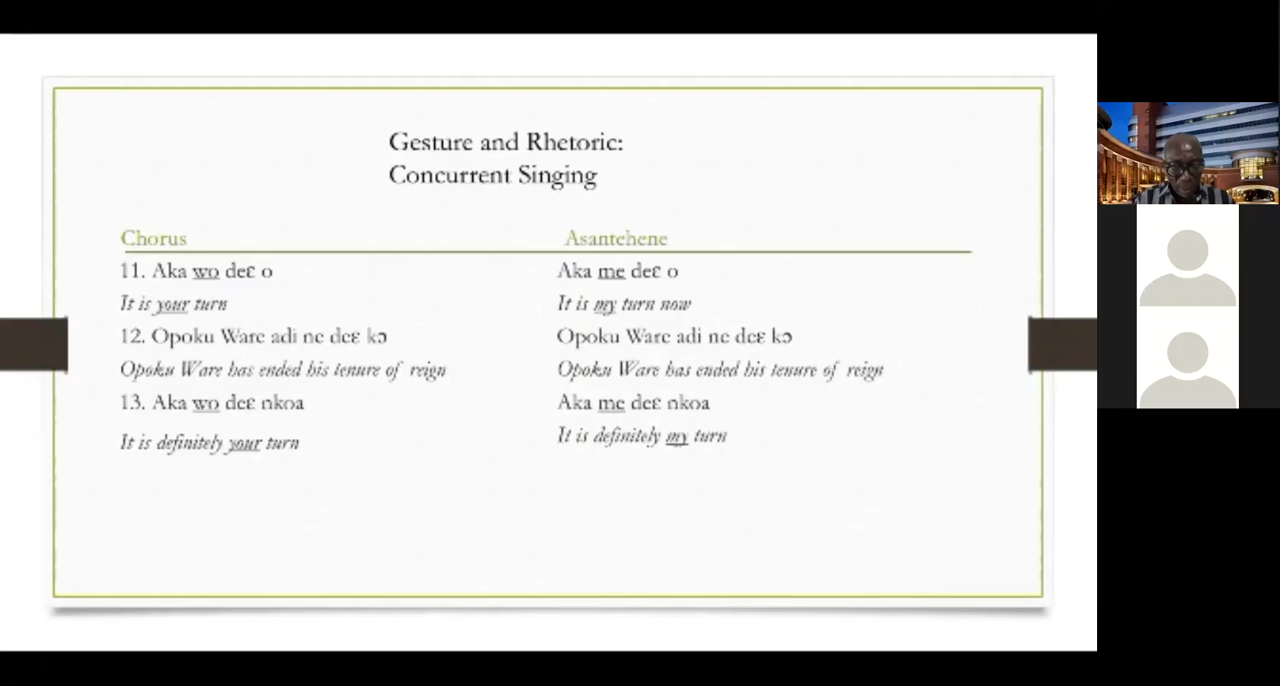 Gesture and Rhetoric:
Concurrent Singing
Chorus Asantehene
11. Aka wo deɛ o Aka me deɛ o
It is your turn It is my turn now
12. Opoku Ware adi ne deɛ kɔ Opoku Ware adi ne deɛ kɔ
Opoku Ware has ended his tenure of reign Opoku Ware has ended his tenure of reign
13. Aka wo deɛ nkoa Aka me deɛ nkoa
It is definitely your turn It is definitely my turn